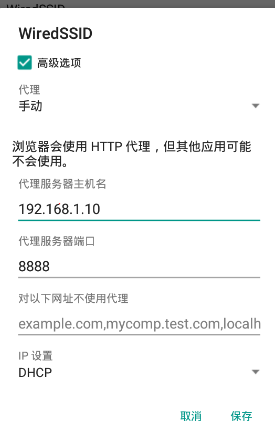 WiredSSID
高级选项
代理
手动
浏览器会使用 HTTP 代理，但其他应用可能
不会使用。
代理服务器主机名
192.168.1.10
代理服务器端口
8888
对以下网址不使用代理
example.com,mycomp.test.com,localh
IP 设置
DHCP
取消 保存